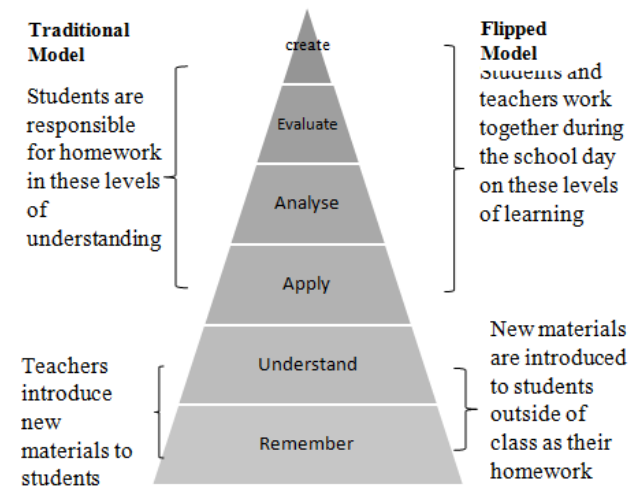 Traditional
Model
Students are
responsible
for homework
in these levels
of
understanding
Teachers
introduce
new
materials to
students
create
Evaluate
Analyse
Apply
Understand
Remember
Flipped
Model
Students and
teachers work
together during
the school day
on these levels
of learning
New materials
are introduced
to students
outside of
class as their
homework